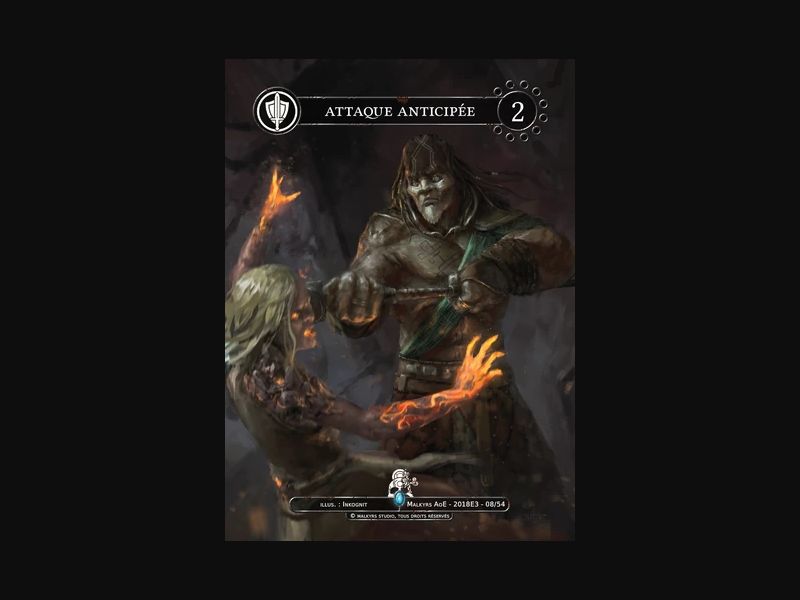 ATTAQUE ANTICIPÉE
2
ILLUS. : INKOGNIT
MALKYRS AOE - 2018E3 - 08/54
© MALKYRS STUDIO, TOUS DROITS RÉSERVÉS